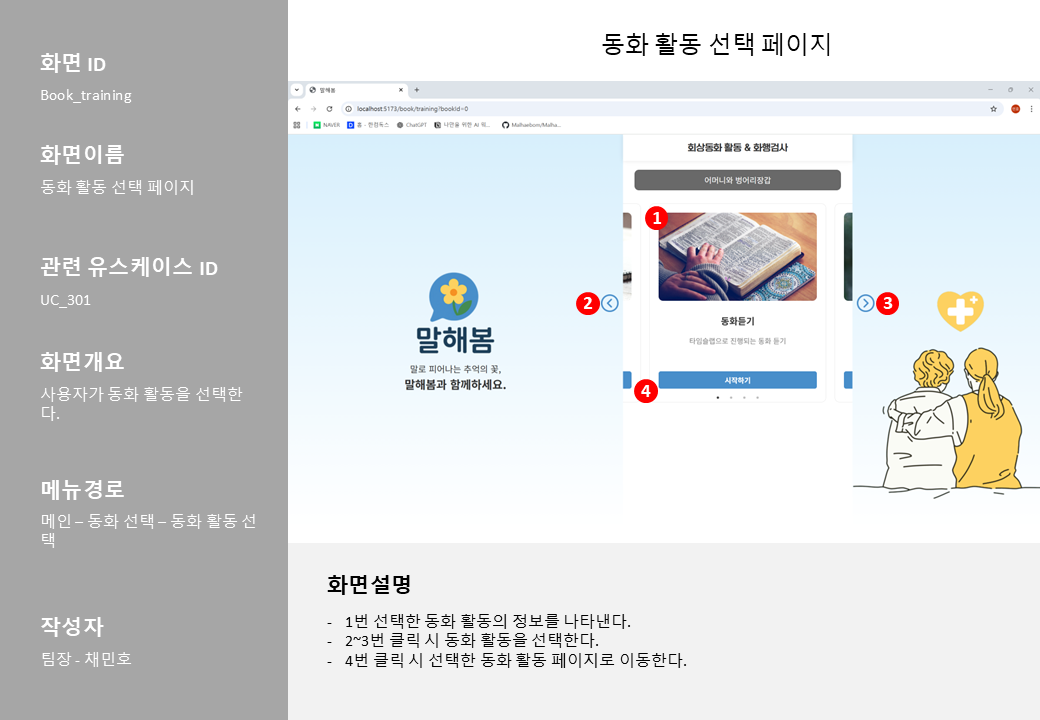 화면 ID
Book_training
화면이름
동화 활동 선택 페이지
관련 유스케이스 ID
UC_301
화면개요
사용자가 동화 활동을 선택한
다.
메뉴경로
메인 – 동화 선택 – 동화 활동 선
택
작성자
팀장 - 채민호
동화 활동 선택 페이지
말해봄
localhost:5173/book/training?bookId=0
NAVER
홈 - 한컴독스
ChatGPT
나만을 위한 AI 워...
Malhaebom/Malha...
회상동화 활동 & 화행검사
어머니와 벙어리장갑
1
2
3
동화듣기
타임슬랩으로 진행되는 동화 듣기
시작하기
4
말해봄
말로 피어나는 추억의 꽃,
말해봄과 함께하세요.
화면설명
- 1번 선택한 동화 활동의 정보를 나타낸다.
- 2~3번 클릭 시 동화 활동을 선택한다.
- 4번 클릭 시 선택한 동화 활동 페이지로 이동한다.